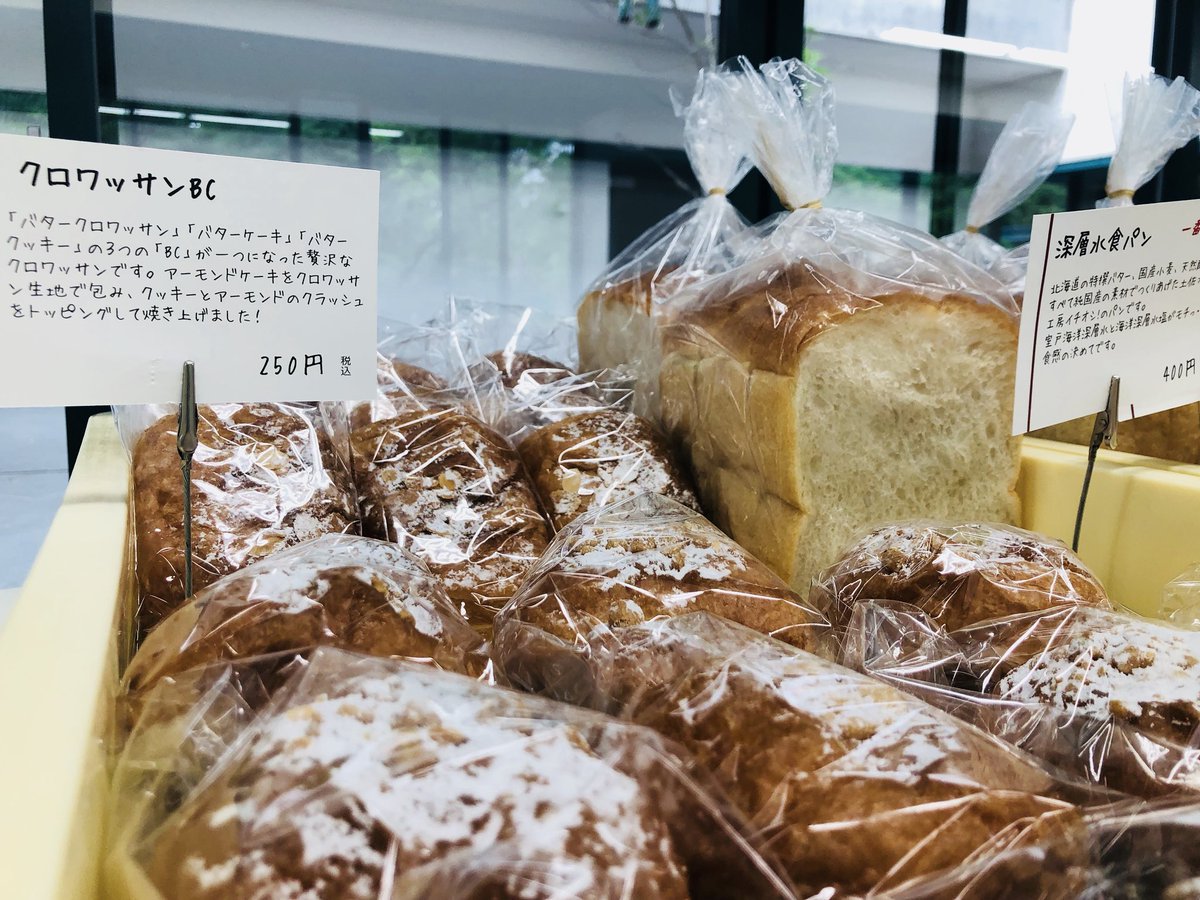 クロワッサンBC
「バタークロワッサン」「バターケーキ」「バター
クッキー」の3つの「BC」が一つになった贅沢な
クロワッサンです。アーモンドケーキをクロワッサ
ン生地で包み、クッキーとアーモンドのクラッシュ
をトッピングして焼き上げました!
250円 税込
深層水食パン 一番
北海道の特撰バター、国産小麦、天然
すべて純国産の素材でつくりあげた土佐
工房イチオシ!のパンです。
室戸海洋深層水と海洋深層水塩がモチッ
食感の決めてです。
400円